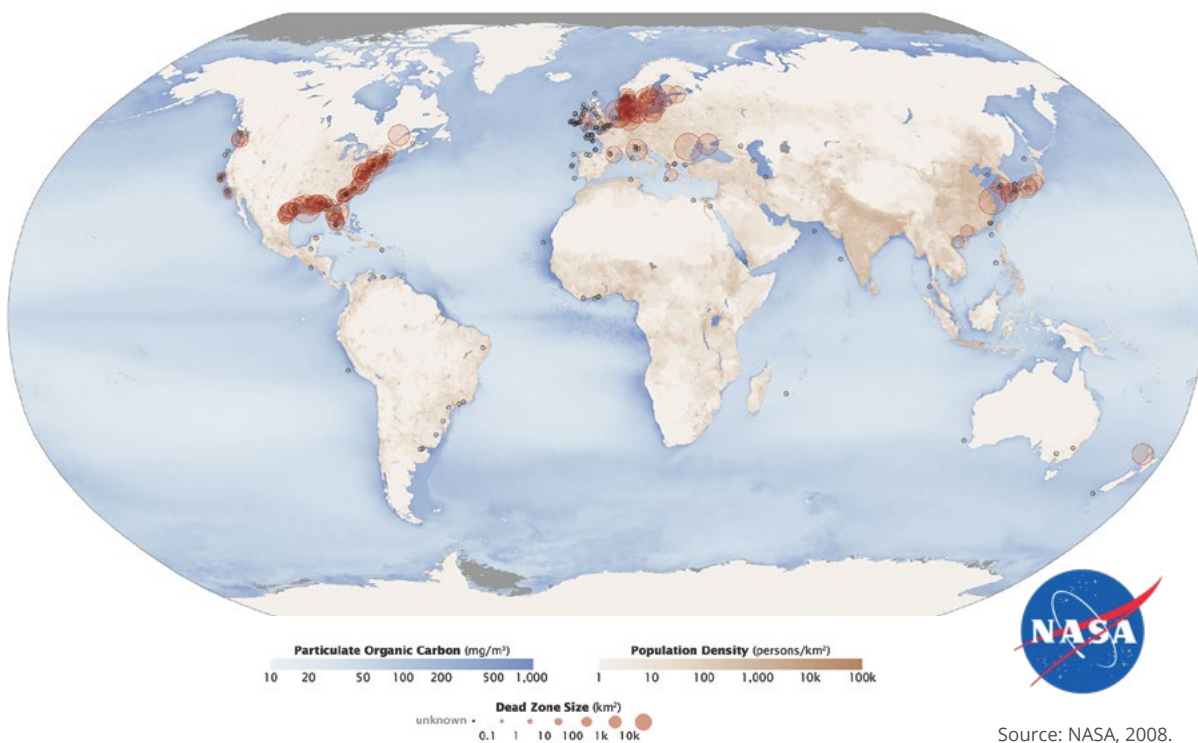 Particulate Organic Carbon (mg/m³)
10 20 50 100 200 500 1,000
Population Density (persons/km²)
1 10 100 1,000 10k 100k
Dead Zone Size (km²)
unknown
0.1 1 10 100 1k 10k
NASA
Source: NASA, 2008.